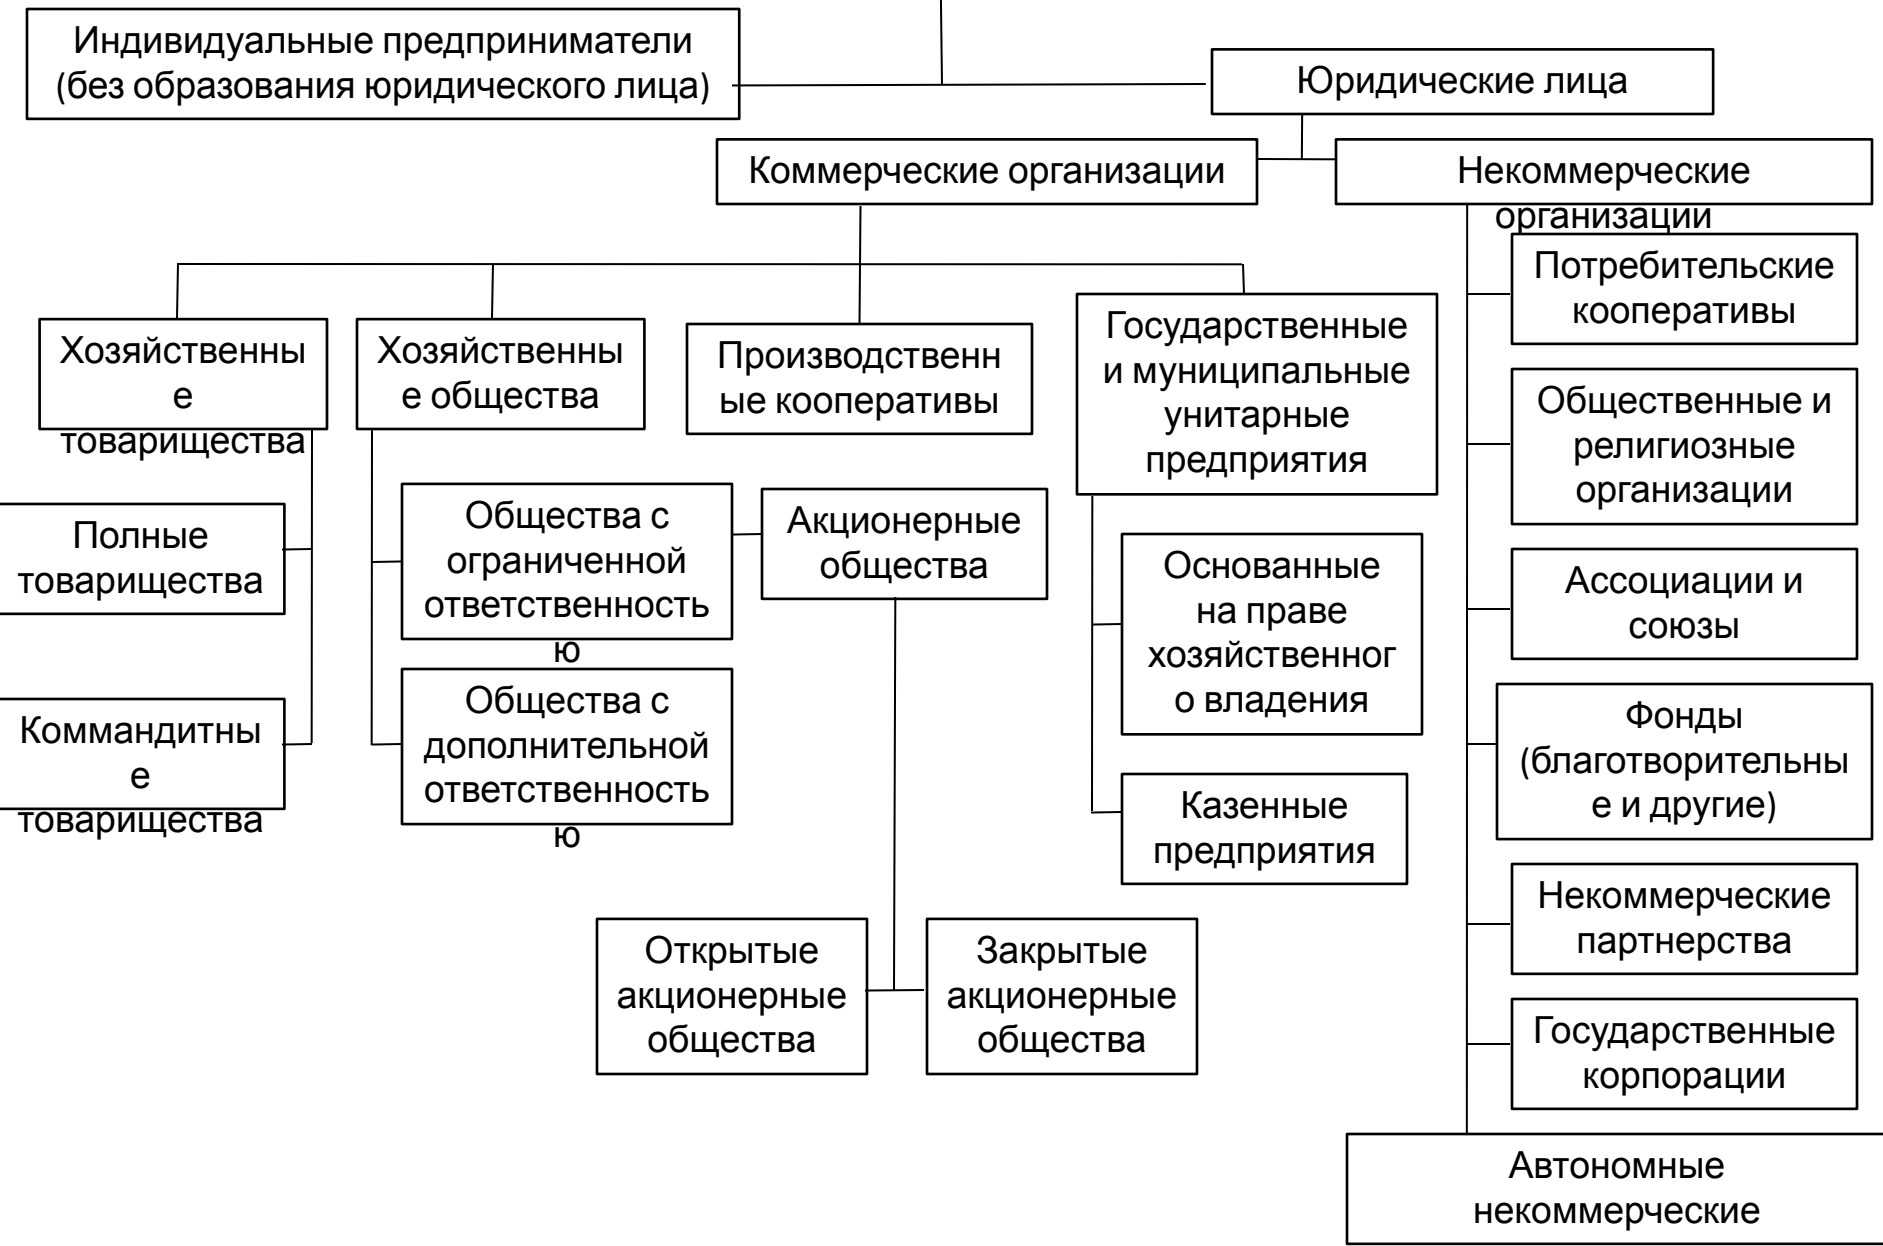 Индивидуальные предприниматели
(без образования юридического лица)
Юридические лица
Коммерческие организации
Некоммерческие
организации
Хозяйственны
е
товарищества
Хозяйственны
е общества
Производственн
ые кооперативы
Государственные
и муниципальные
унитарные
предприятия
Потребительские
кооперативы
Общественные и
религиозные
организации
Полные
товарищества
Общества с
ограниченной
ответственность
ю
Акционерные
общества
Основанные
на праве
хозяйственног
о владения
Ассоциации и
союзы
Коммандитны
е
товарищества
Общества с
дополнительной
ответственность
ю
Казенные
предприятия
Фонды
(благотворительны
е и другие)
Открытые
акционерные
общества
Закрытые
акционерные
общества
Некоммерческие
партнерства
Государственные
корпорации
Автономные
некоммерческие